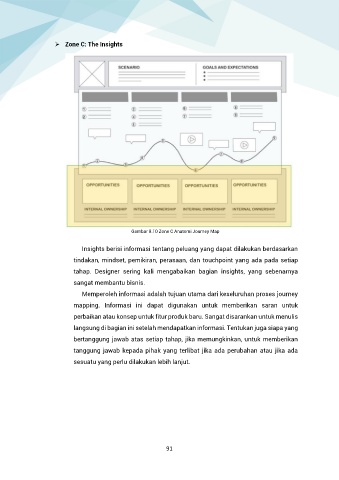 ➢ Zone C: The Insights
SCENARIO
GOALS AND EXPECTATIONS
OPPORTUNITIES OPPORTUNITIES OPPORTUNITIES OPPORTUNITIES
INTERNAL OWNERSHIP INTERNAL OWNERSHIP INTERNAL OWNERSHIP INTERNAL OWNERSHIP
Zone C Anatomi Journey Map
Insights berisi informasi tentang peluang yang dapat dilakukan berdasarkan
tindakan, mindset, pemikiran, perasaan, dan touchpoint yang ada pada setiap
tahap. Designer sering kali mengabaikan bagian insights, yang sebenarnya
sangat membantu bisnis.
Memperoleh informasi adalah tujuan utama dari keseluruhan proses journey
mapping. Informasi ini dapat digunakan untuk memberikan saran untuk
perbaikan atau konsep untuk fitur produk baru. Sangat disarankan untuk menulis
langsung di bagian ini setelah mendapatkan informasi. Tentukan juga siapa yang
bertanggung jawab atas setiap tahap, jika memungkinkan, untuk memberikan
tanggung jawab kepada pihak yang terlibat jika ada perubahan atau jika ada
sesuatu yang perlu dilakukan lebih lanjut.
91